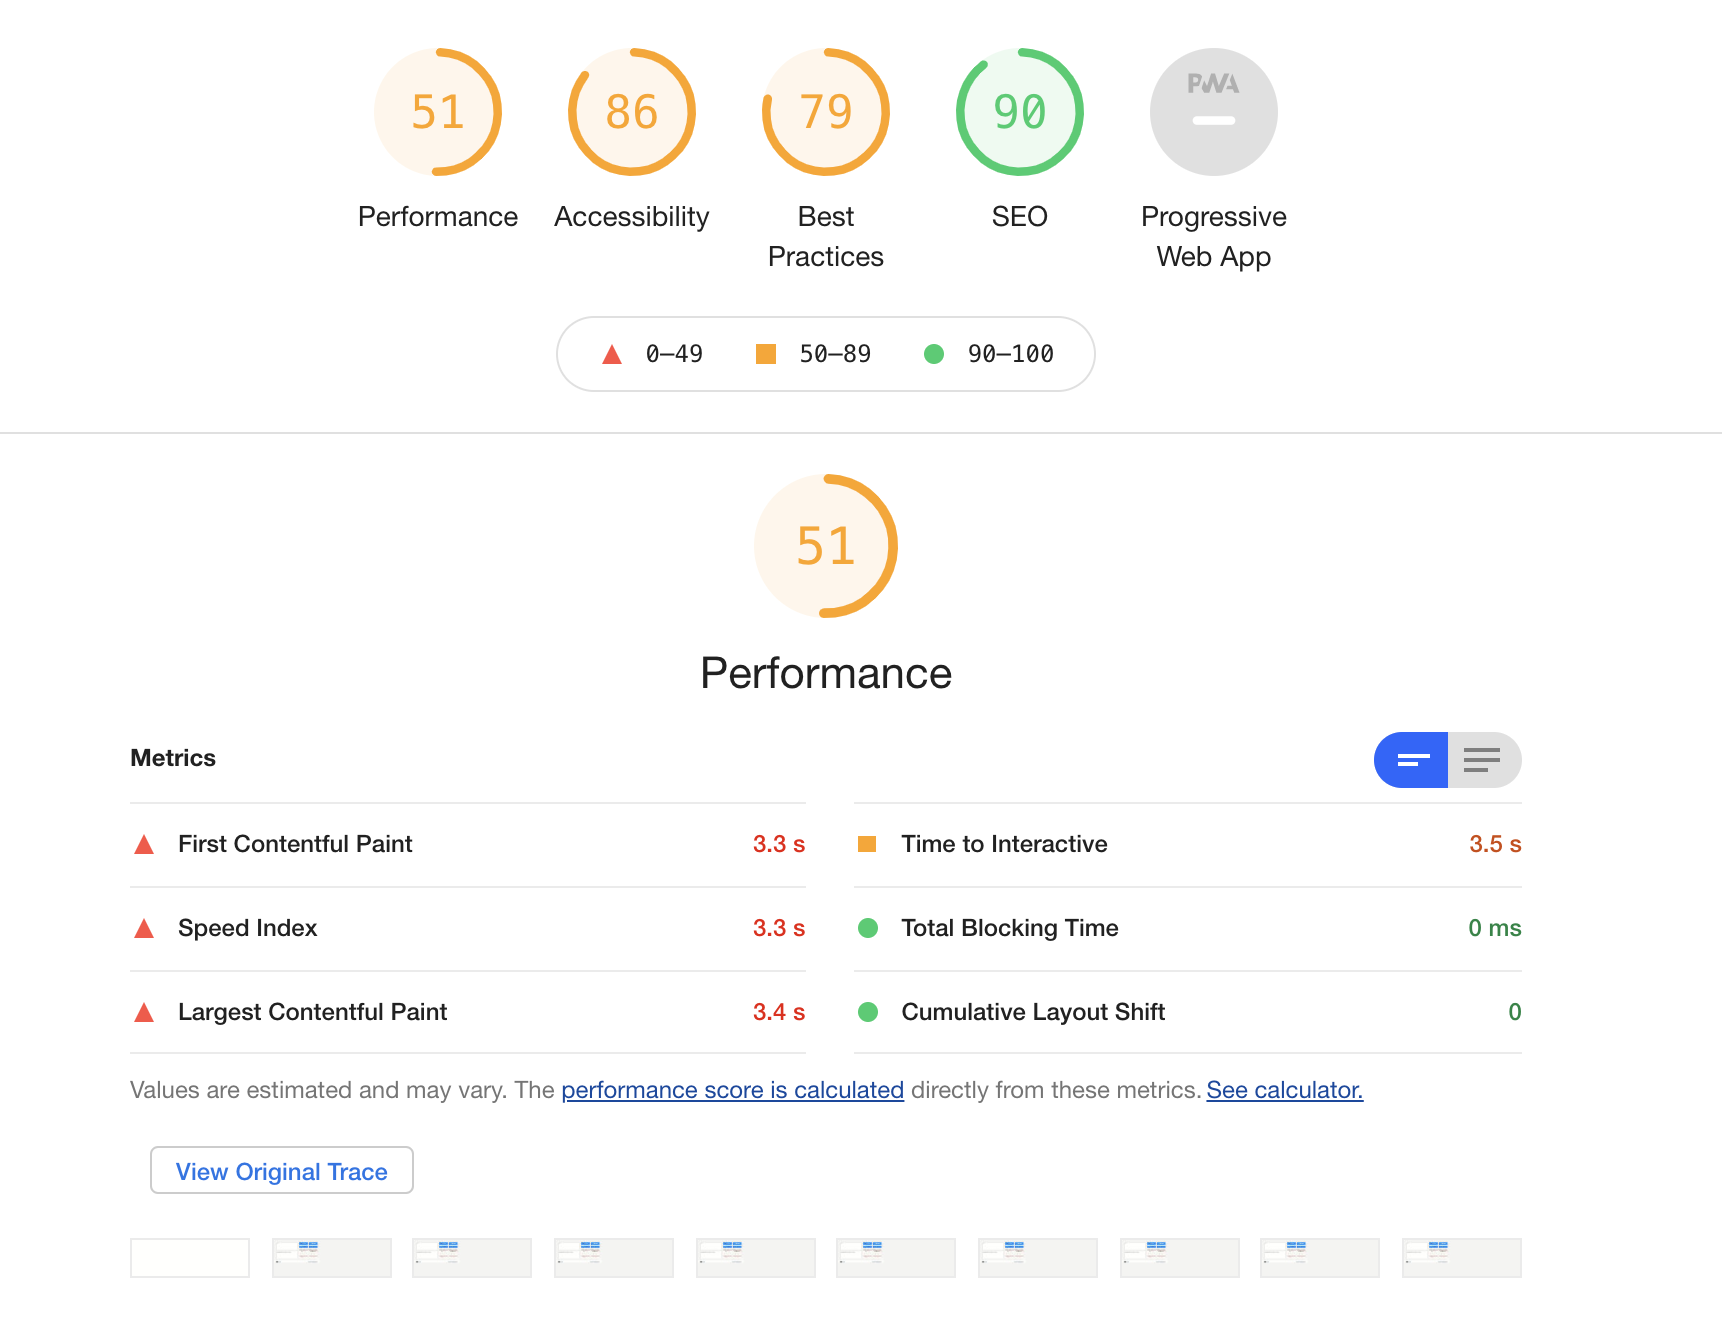 51
86
79
90
PWA
Performance
Accessibility
Best
Practices
SEO
Progressive
Web App
0–49
50–89
90–100
51
Performance
Metrics
First Contentful Paint 3.3 s
Time to Interactive 3.5 s
Speed Index 3.3 s
Total Blocking Time 0 ms
Largest Contentful Paint 3.4 s
Cumulative Layout Shift 0
Values are estimated and may vary. The performance score is calculated directly from these metrics. See calculator.
View Original Trace